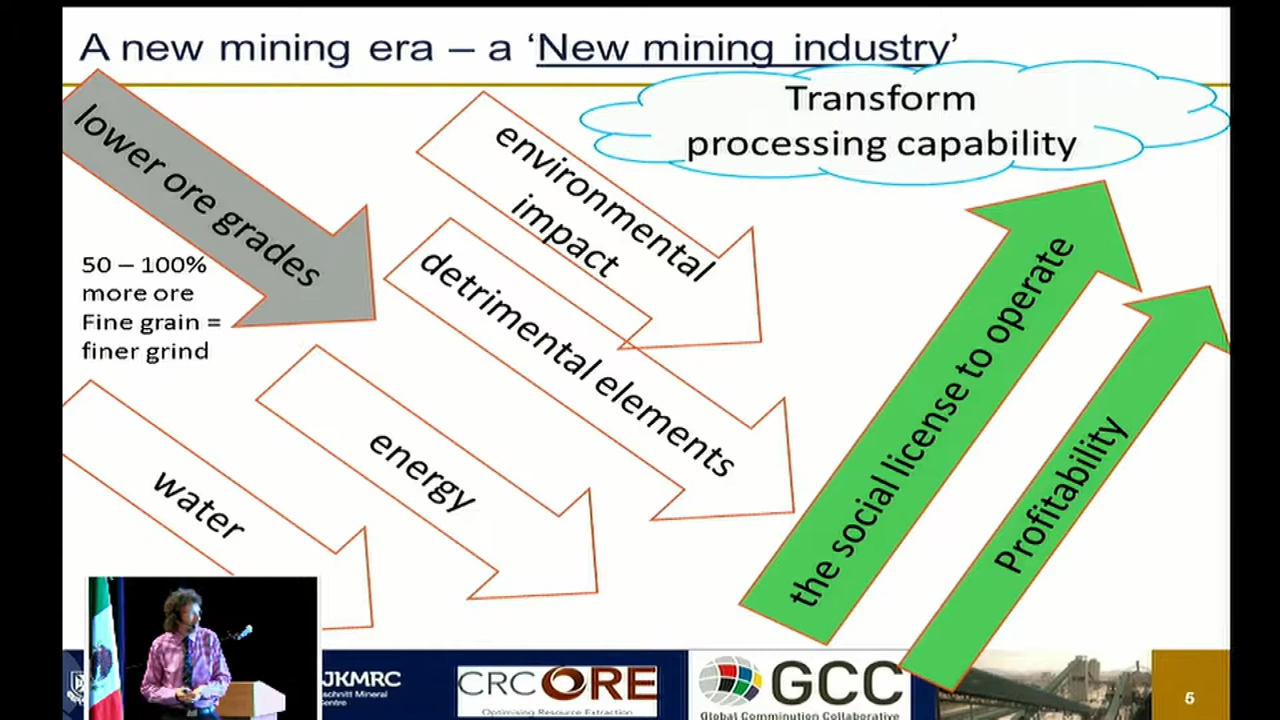 A new mining era – a ‘New mining industry’
Transform
processing capability
lower ore grades
environmental
impact
detrimental elements
50 – 100%
more ore
Fine grain =
finer grind
energy
water
the social license to operate
Profitability
JKMRC
CRC ORE
Optimising Resource Extraction
GCC
Global Comminution Collaborative
5